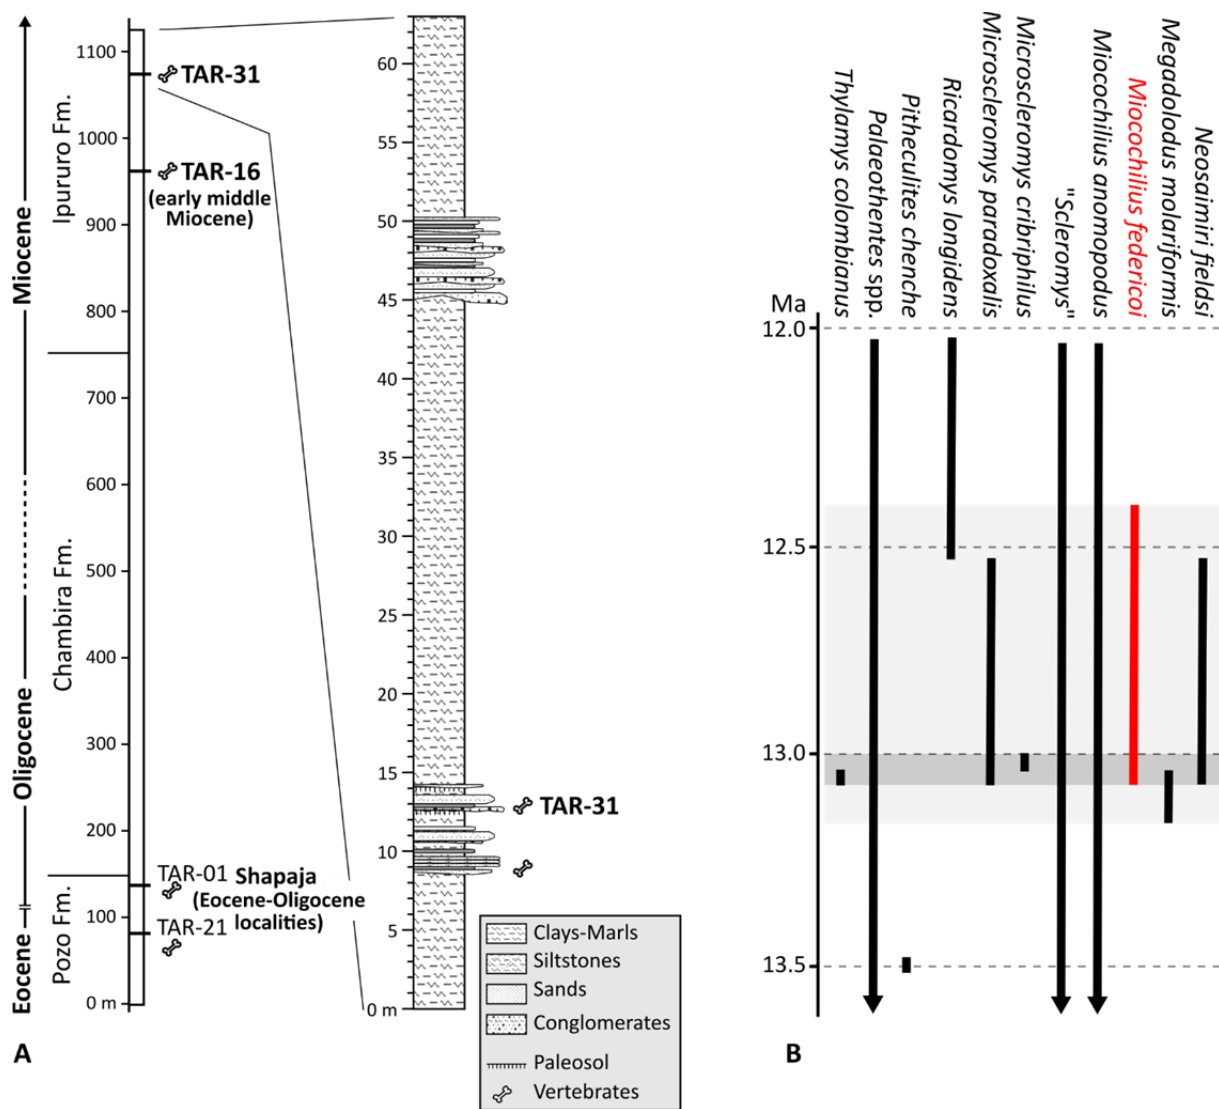 Miocene
Oligocene
Eocene
Ipururo Fm.
Chambira Fm.
Pozo Fm.
1100
1000
900
800
700
600
500
400
300
200
100
0 m
TAR-31
TAR-16
(early middle
Miocene)
TAR-01 Shapaja
(Eocene-Oligocene
localities)
TAR-21
60
55
50
45
40
35
30
25
20
15
10
5
0 m
TAR-31
Clays-Marls
Siltstones
Sands
Conglomerates
Paleosol
Vertebrates
A
Thylamys colombianus
Palaeothentes spp.
Pitheculites chenche
Ricardomys longidens
Microscleromys paradoxalis
Microscleromys cribriphilus
"Scleromys"
Miocochilius anomopodus
Miocochilius federicoi
Megadolodus molariformis
Neosaimiri fieldsi
Ma
12.0
12.5
13.0
13.5
B